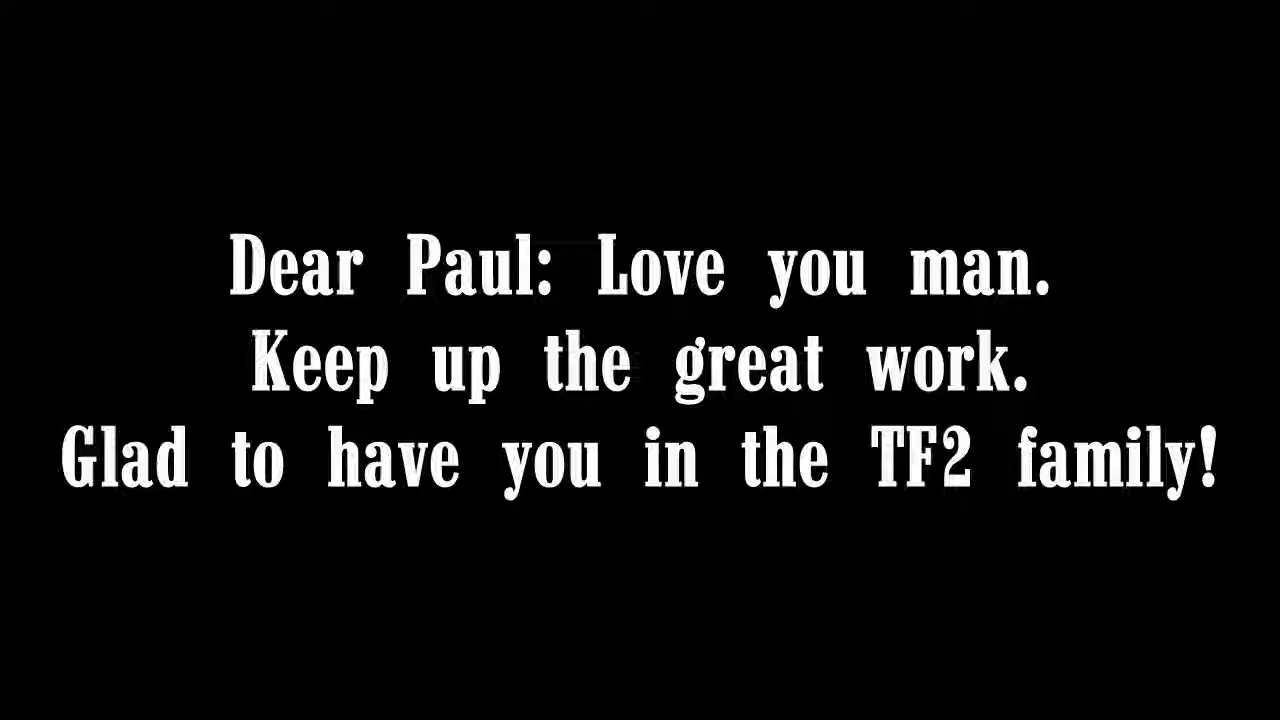 Dear Paul: Love you man.
Keep up the great work.
Glad to have you in the TF2 family!